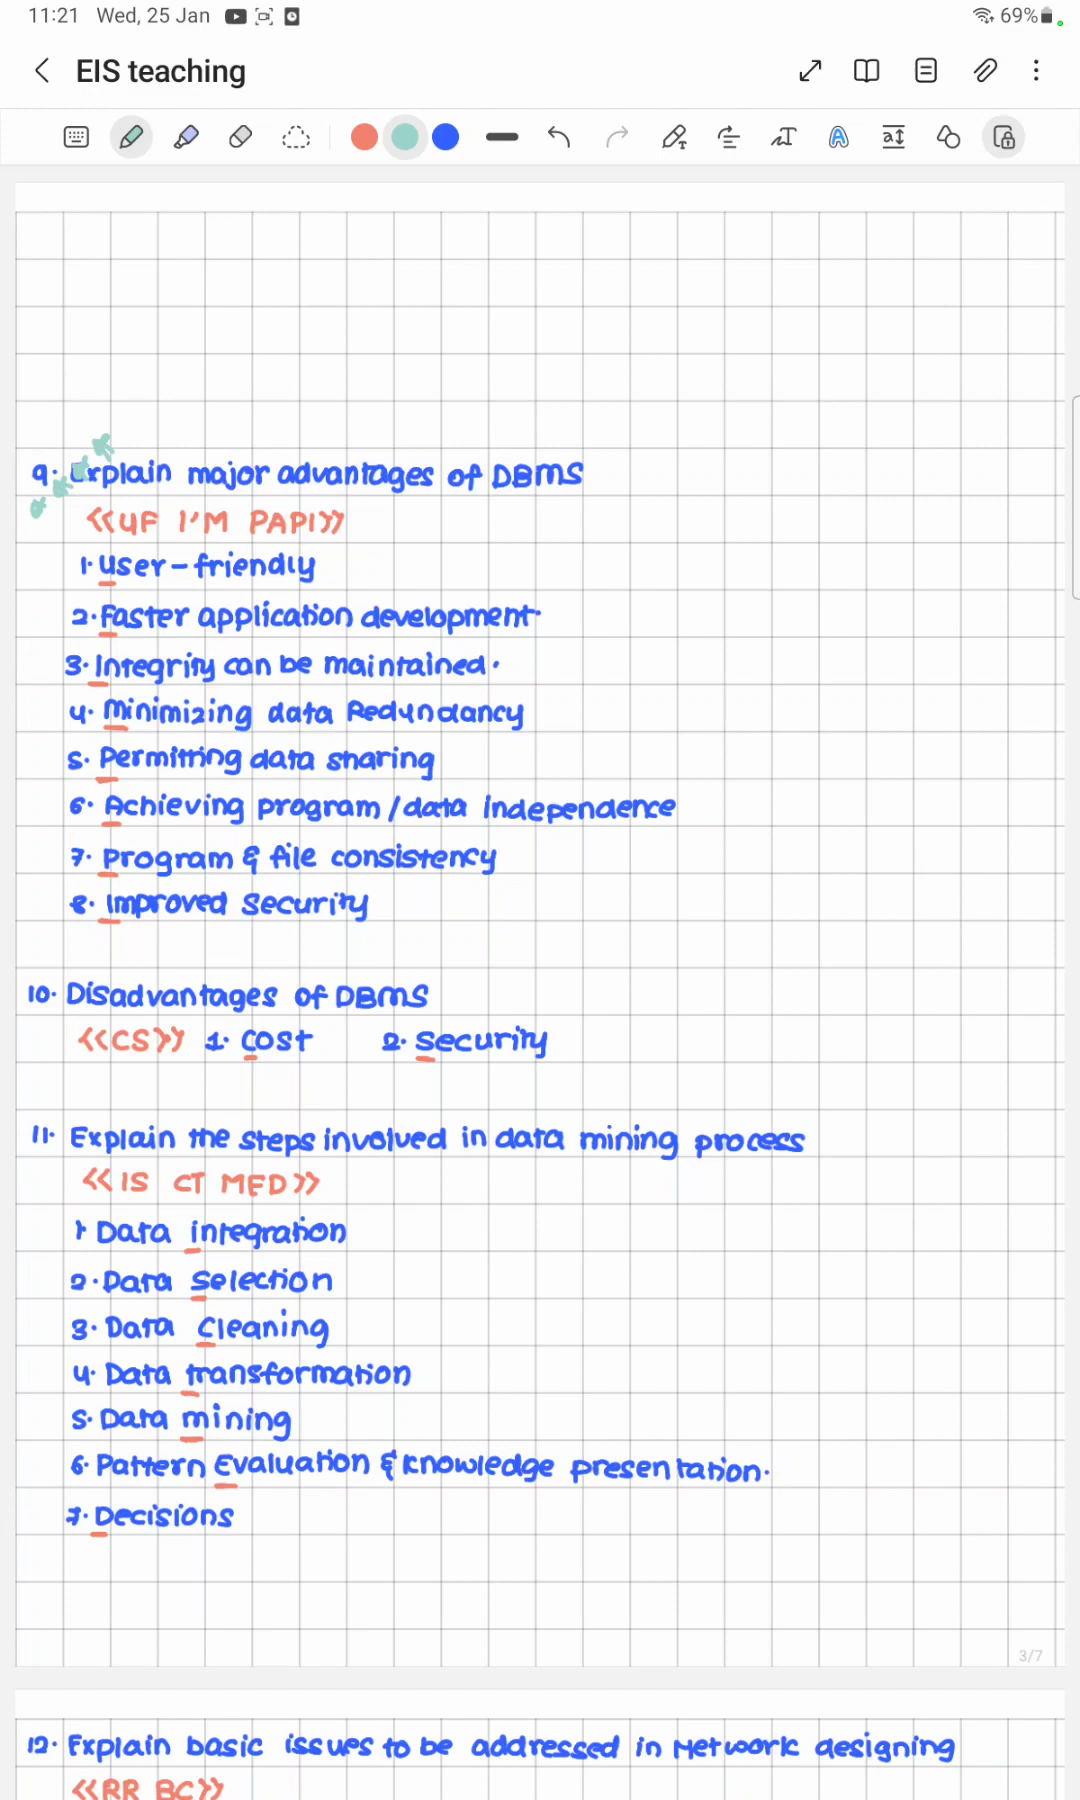 11:21 Wed, 25 Jan 69%
EIS teaching
9. Explain major advantages of DBMS
<<UF I'M PAPI>>
1. User-friendly
2. Faster application development.
3. Integrity can be maintained.
4. Minimizing data Redundancy
5. Permitting data sharing
6. Achieving program/data independence
7. Program & file consistency
8. Improved Security
10. Disadvantages of DBMS
<<CS>> 1. Cost 2. Security
11. Explain the steps involved in data mining process
<<IS CT MED>>
1 Data integration
2. Data Selection
3. Data Cleaning
4. Data transformation
5. Data mining
6. Pattern Evaluation & knowledge presentation.
7. Decisions
3/7
12. Explain basic issues to be addressed in Network designing
<<RR BC>>